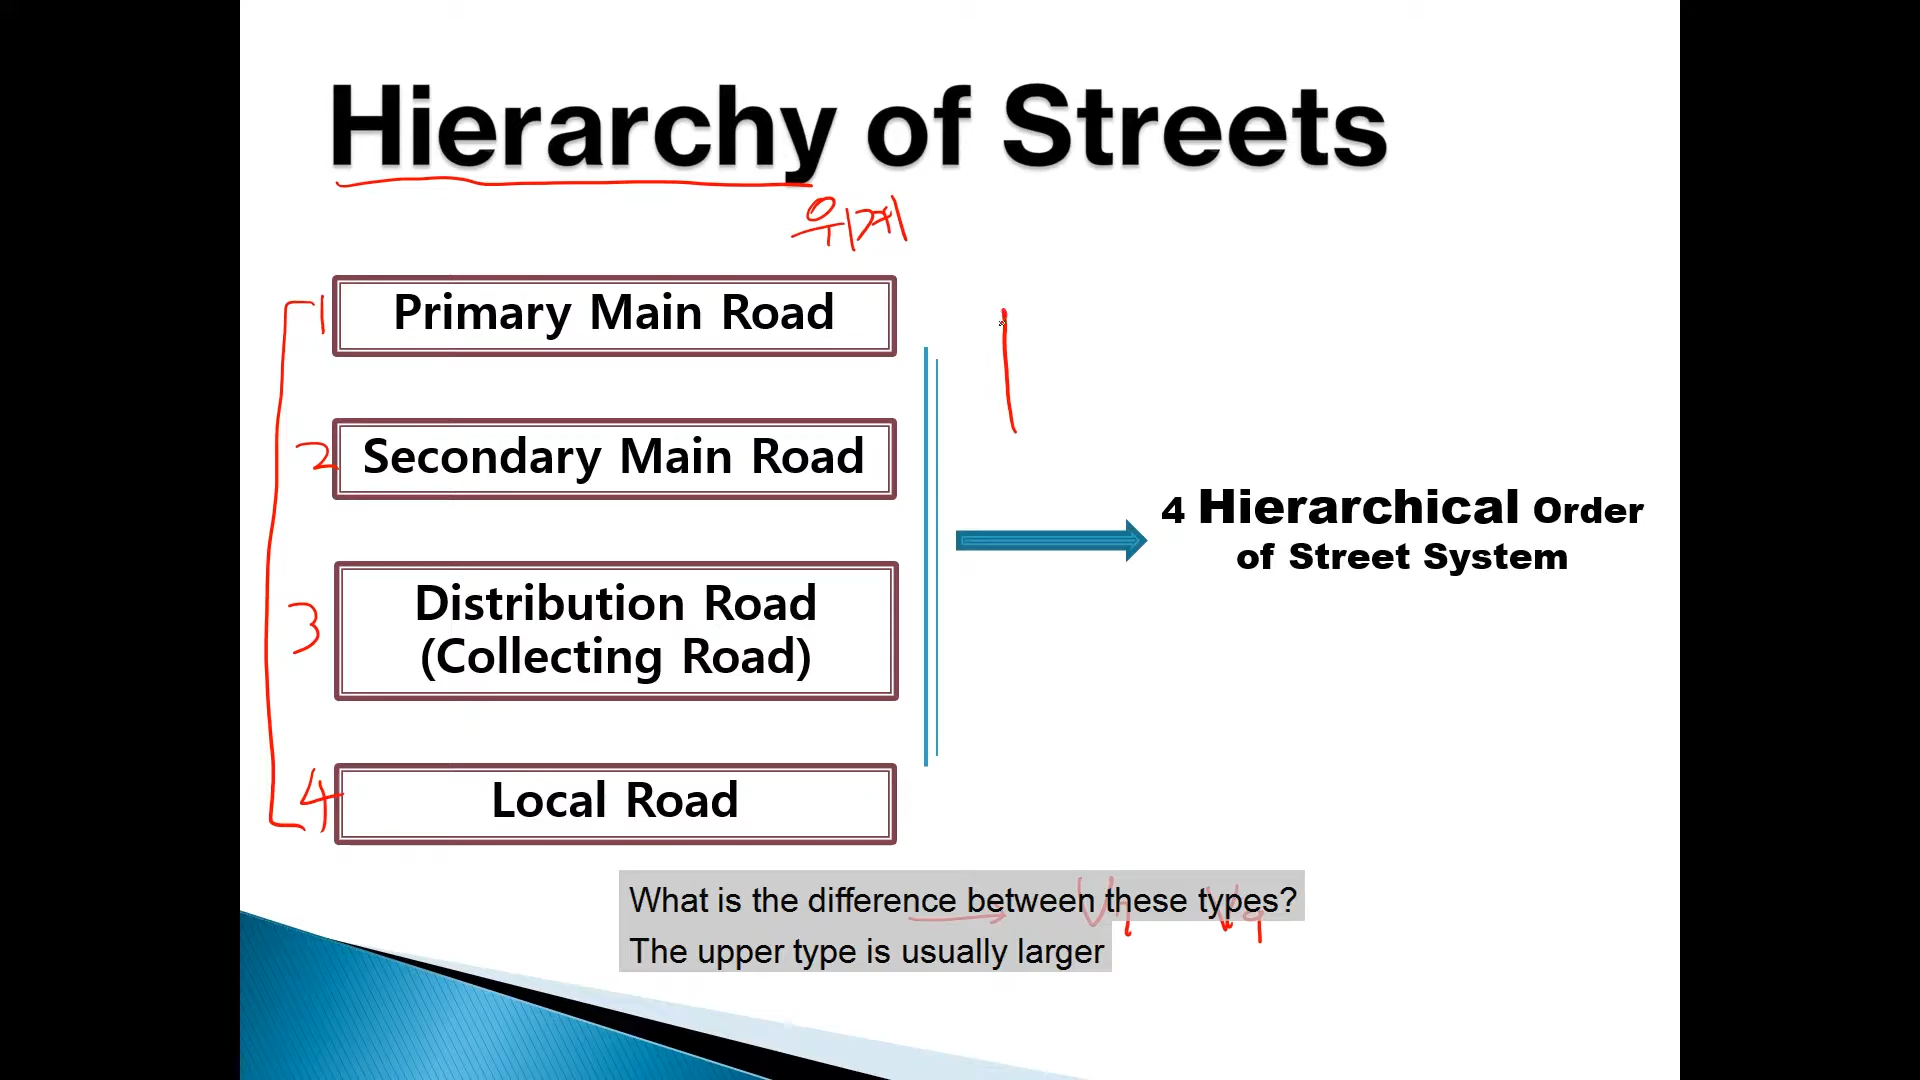 Hierarchy of Streets
위계
1 Primary Main Road
2 Secondary Main Road
3 Distribution Road
(Collecting Road)
4 Local Road
4 Hierarchical Order
of Street System
What is the difference between these types?
The upper type is usually larger